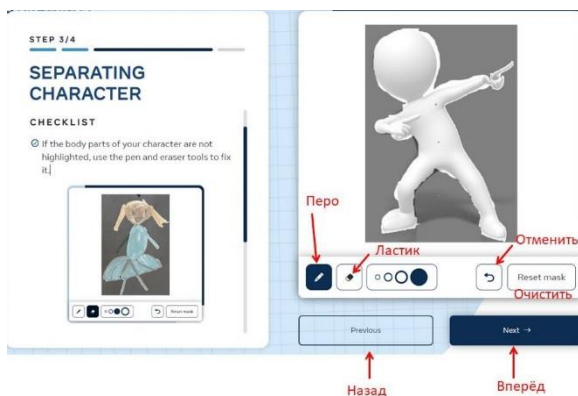 STEP 3/4
SEPARATING
CHARACTER
CHECKLIST
If the body parts of your character are not
highlighted, use the pen and eraser tools to fix
it.
Reset mask
Перо
Ластик
Отменить
Reset mask
Очистить
Previous
Next →
Назад
Вперёд